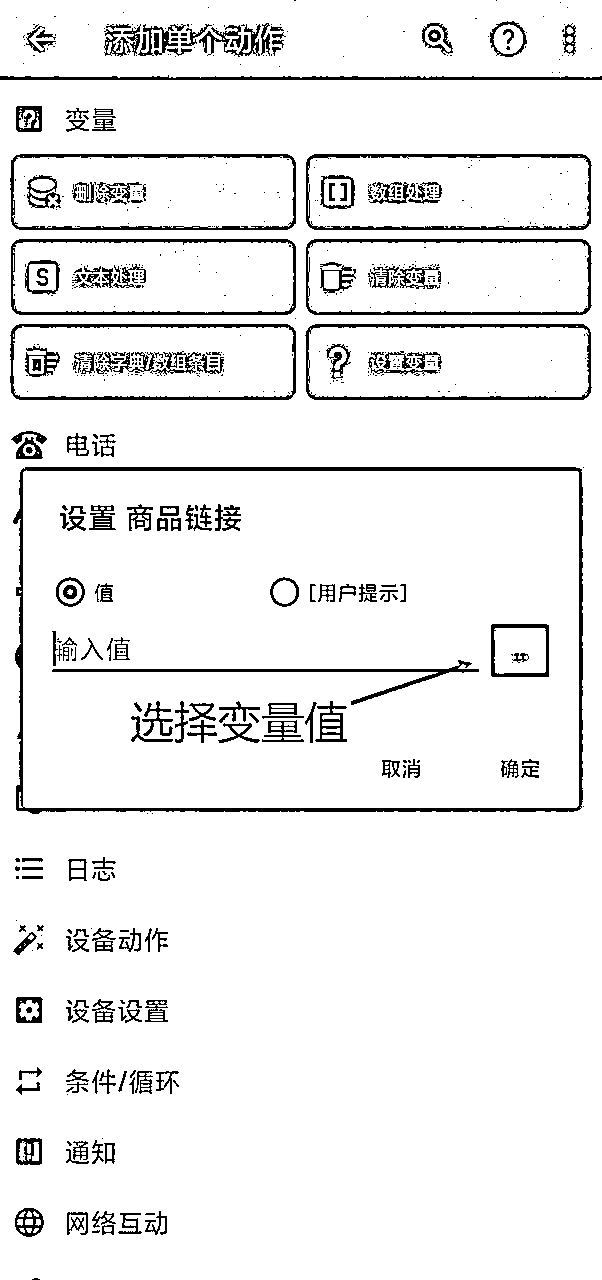 添加单个动作
变量
删除变量
数组处理
文本处理
清除变量
清除字典/数组条目
设置变量
电话
设置 商品链接
值
[用户提示]
输入值
选择变量值
取消
确定
日志
设备动作
设备设置
条件/循环
通知
网络互动